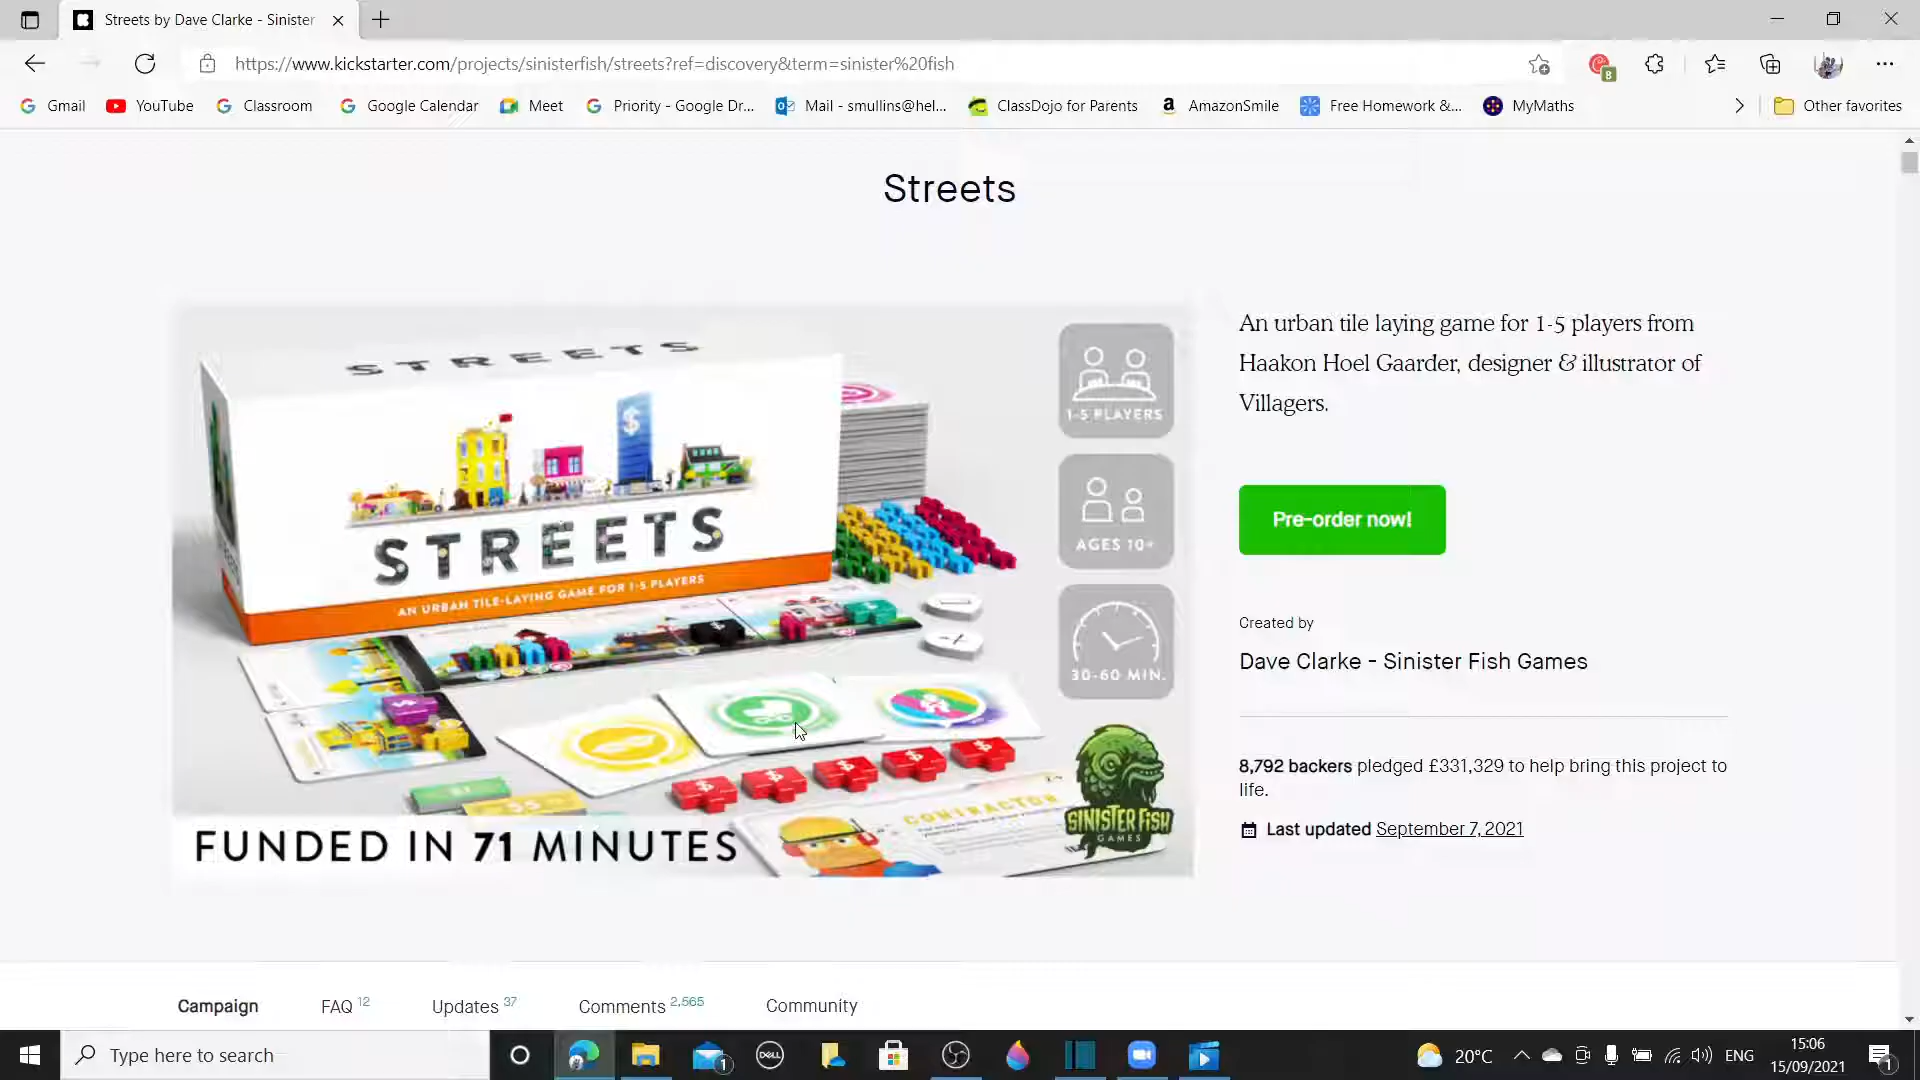 Streets by Dave Clarke - Sinister
https://www.kickstarter.com/projects/sinisterfish/streets?ref=discovery&term=sinister%20fish
8
Gmail YouTube Classroom Google Calendar Meet Priority - Google Dr... Mail - smullins@hel... ClassDojo for Parents AmazonSmile Free Homework &... MyMaths Other favorites
Streets
STREETS
STREETS
AN URBAN TILE-LAYING GAME FOR 1-5 PLAYERS
1-5 PLAYERS
AGES 10+
30-60 MIN.
CONTRACTOR
SINISTER FISH
GAMES
FUNDED IN 71 MINUTES
An urban tile laying game for 1-5 players from
Haakon Hoel Gaarder, designer & illustrator of
Villagers.
Pre-order now!
Created by
Dave Clarke - Sinister Fish Games
8,792 backers pledged £331,329 to help bring this project to
life.
Last updated September 7, 2021
Campaign FAQ 12 Updates 37 Comments 2,565 Community
Type here to search
1
DELL
20°C
ENG
15:06
15/09/2021
1